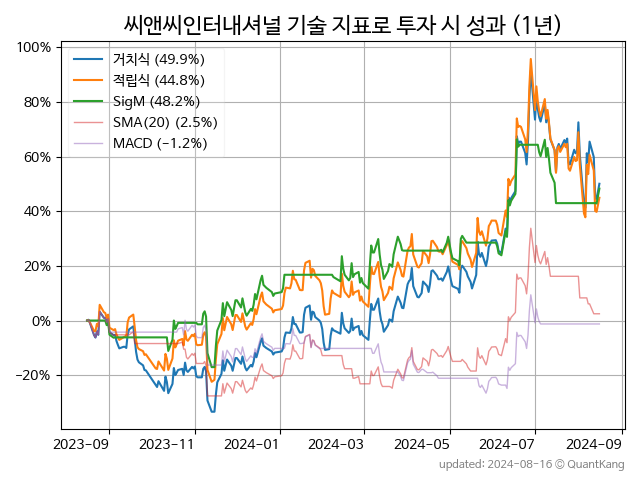 씨앤씨인터내셔널 기술 지표로 투자 시 성과 (1년)
100%
80%
60%
40%
20%
0%
−20%
거치식 (49.9%)
적립식 (44.8%)
SigM (48.2%)
SMA(20) (2.5%)
MACD (−1.2%)
2023-09 2023-11 2024-01 2024-03 2024-05 2024-07 2024-09
updated: 2024-08-16 © QuantKang